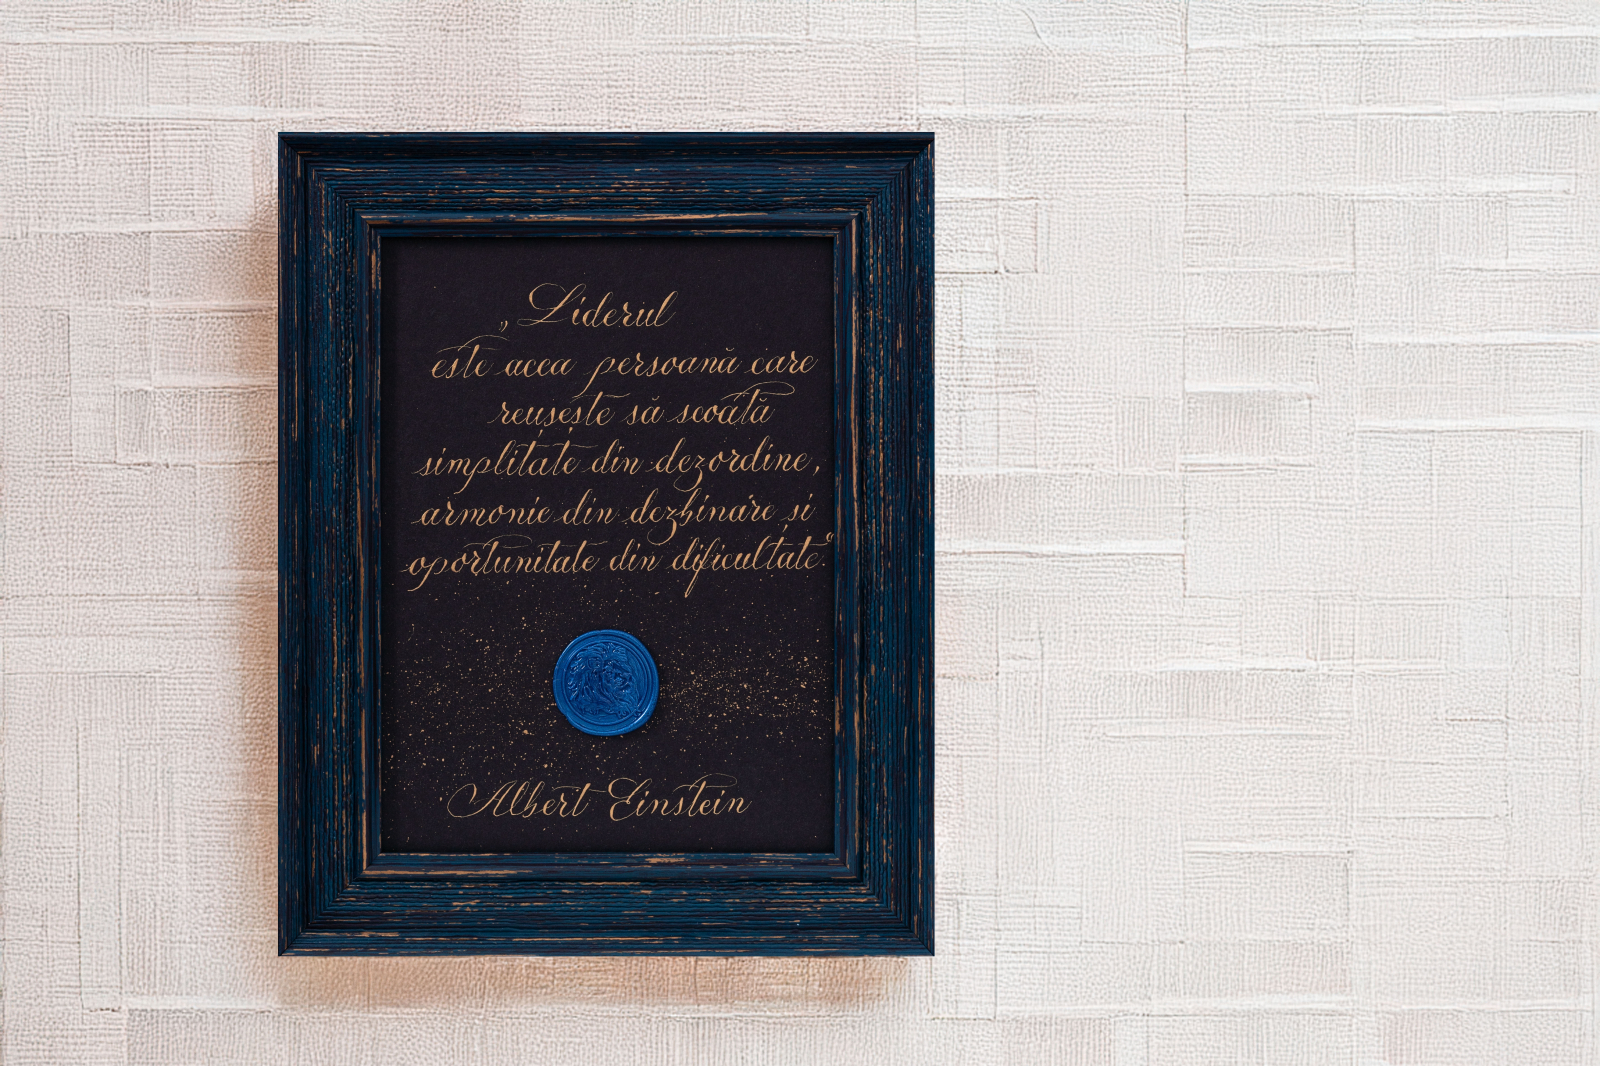 „Liderul
este acea persoană care
reușește să scoată
simplitate din dezordine,
armonie din dezbinare și
oportunitate din dificultate.“
Albert Einstein